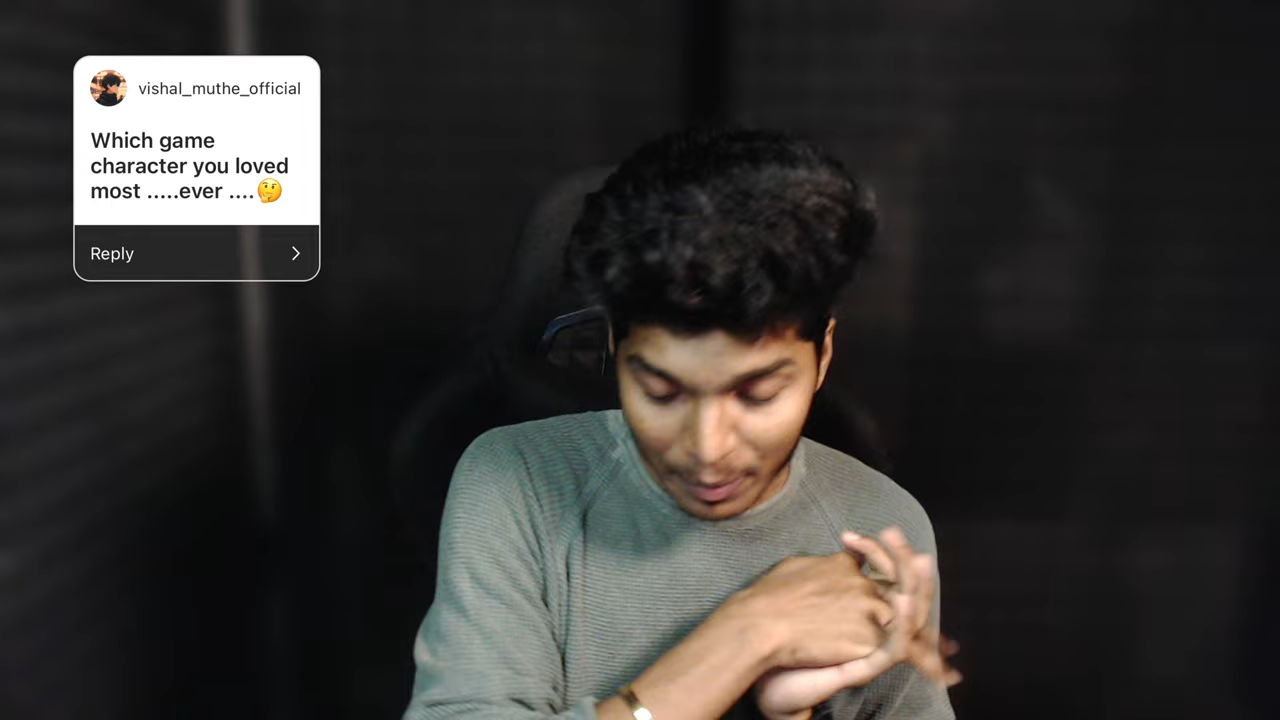 vishal_muthe_official
Which game
character you loved
most .....ever ....🤔
Reply